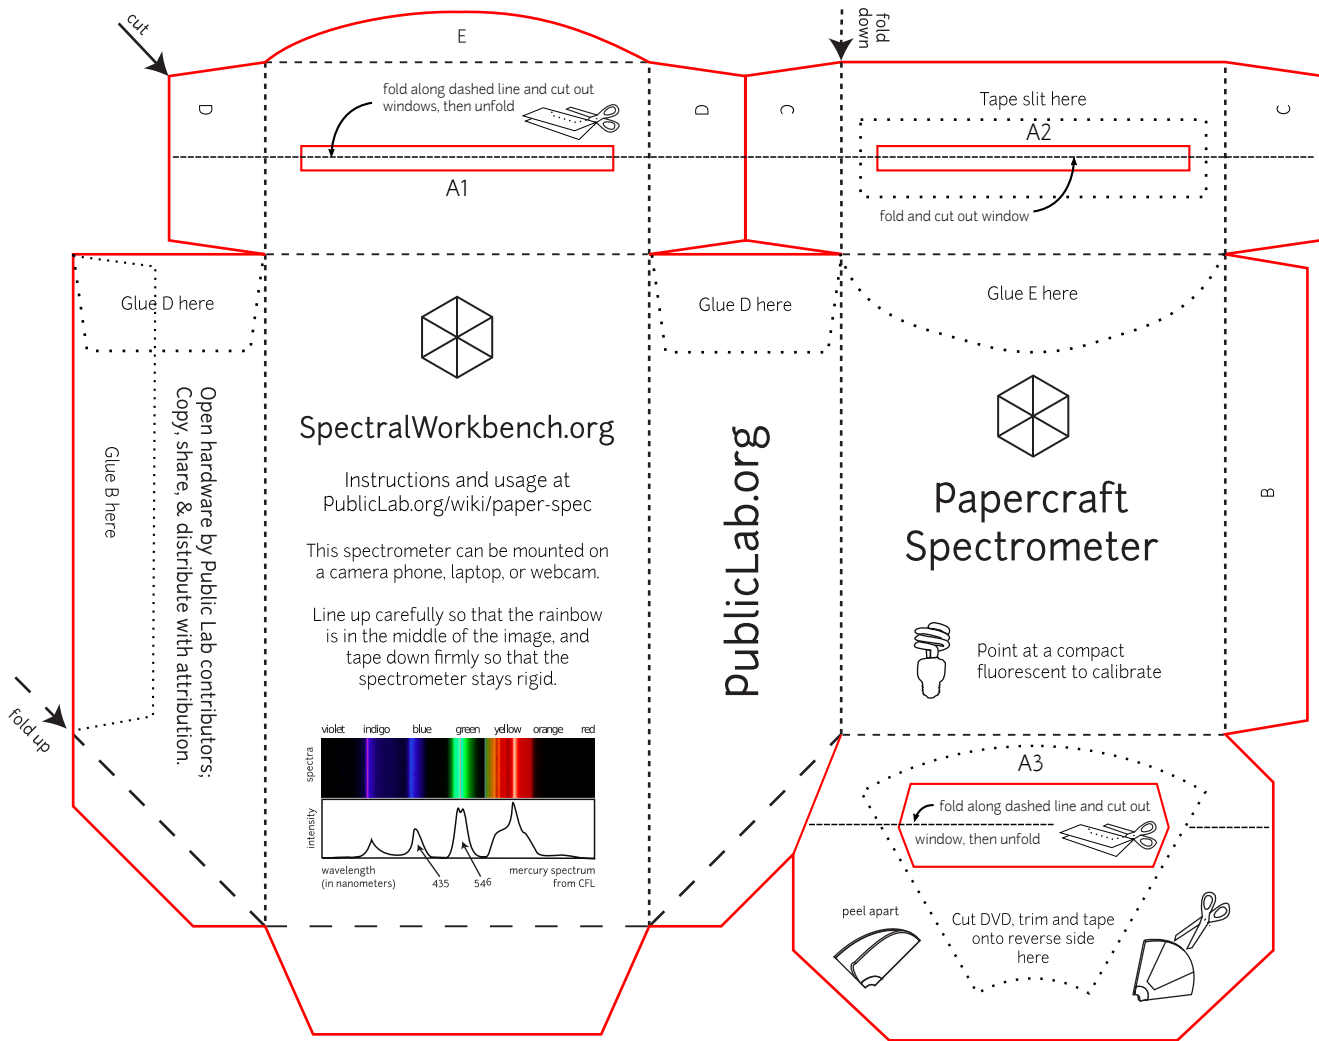 cut
E
fold down
fold along dashed line and cut out
windows, then unfold
D
D
C
Tape slit here
A2
C
A1
fold and cut out window
Glue D here
Glue D here
Glue E here
Glue B here
Open hardware by Public Lab contributors;
Copy, share, & distribute with attribution.
SpectralWorkbench.org
Instructions and usage at
PublicLab.org/wiki/paper-spec
This spectrometer can be mounted on
a camera phone, laptop, or webcam.
Line up carefully so that the rainbow
is in the middle of the image, and
tape down firmly so that the
spectrometer stays rigid.
PublicLab.org
Papercraft
Spectrometer
B
Point at a compact
fluorescent to calibrate
fold up
violet indigo blue green yellow orange red
spectra
intensity
wavelength
(in nanometers)
435
546
mercury spectrum
from CFL
A3
fold along dashed line and cut out
window, then unfold
peel apart
Cut DVD, trim and tape
onto reverse side
here